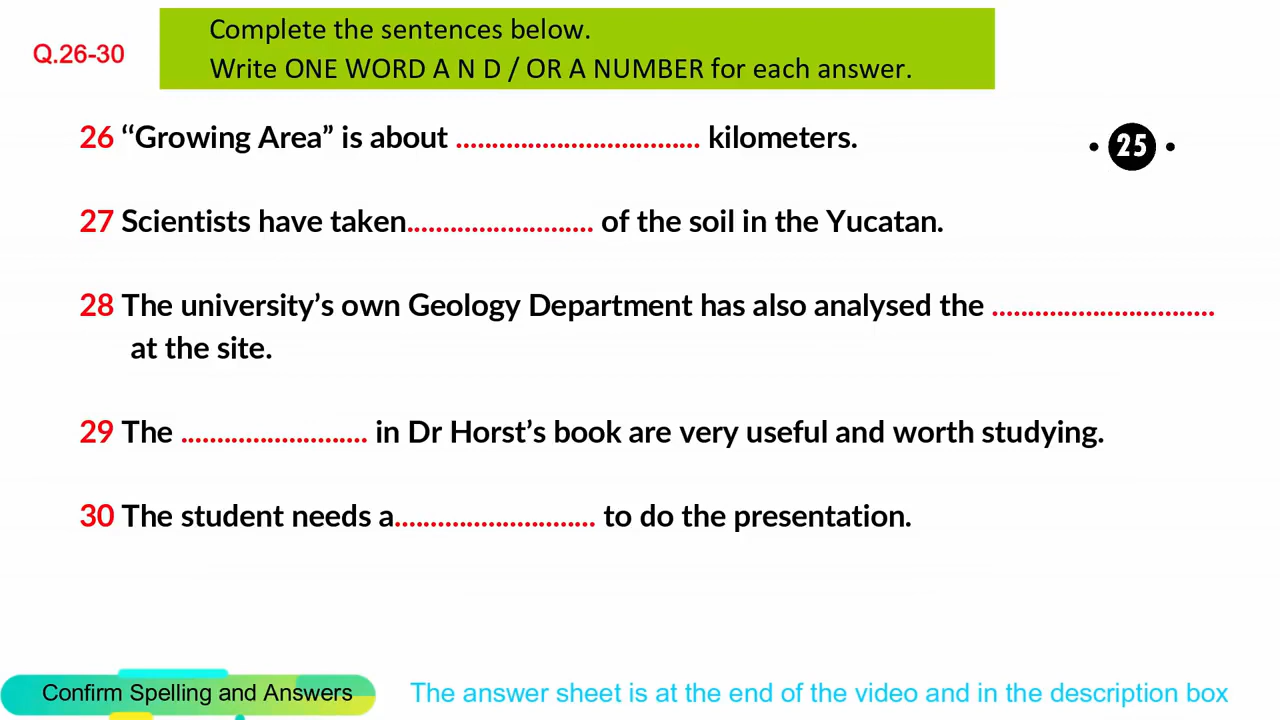 Q.26-30
Complete the sentences below.
Write ONE WORD A N D / OR A NUMBER for each answer.
26 “Growing Area” is about .................................. kilometers.
25
27 Scientists have taken.......................... of the soil in the Yucatan.
28 The university’s own Geology Department has also analysed the ...............................
at the site.
29 The .......................... in Dr Horst’s book are very useful and worth studying.
30 The student needs a............................ to do the presentation.
Confirm Spelling and Answers
The answer sheet is at the end of the video and in the description box